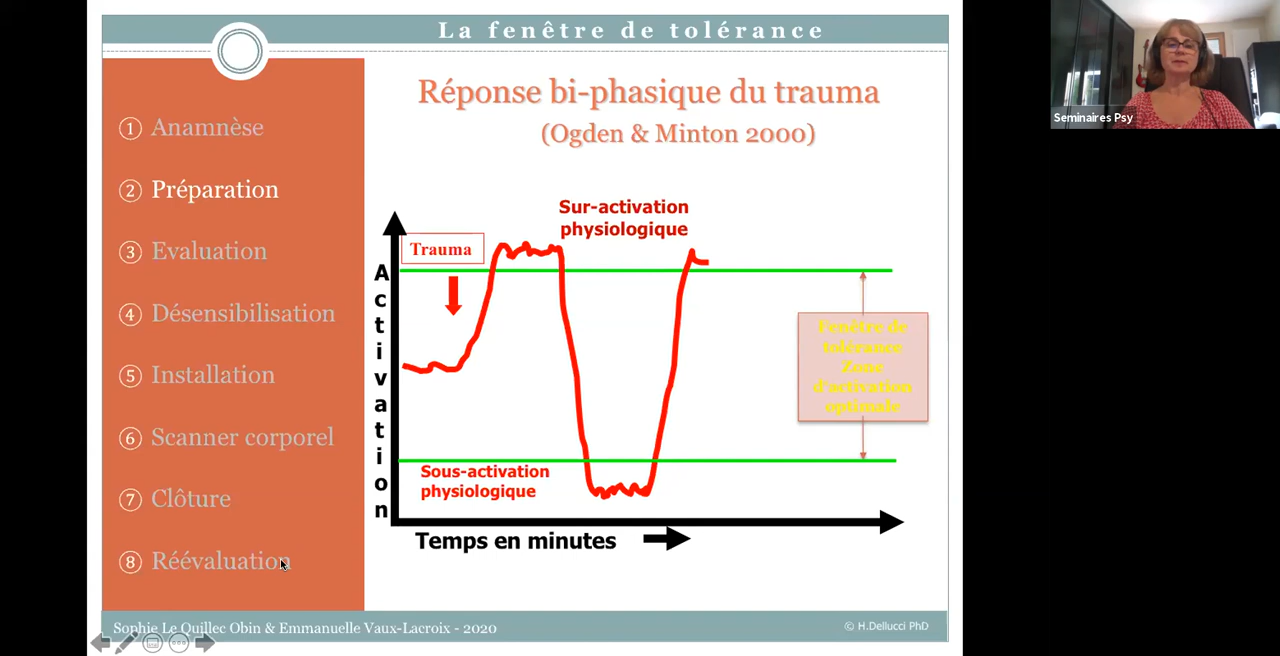 La fenêtre de tolérance
① Anamnèse
② Préparation
③ Evaluation
④ Désensibilisation
⑤ Installation
⑥ Scanner corporel
⑦ Clôture
⑧ Réévaluation
Réponse bi-phasique du trauma
(Ogden & Minton 2000)
Sur-activation
physiologique
Trauma
Activation
Fenêtre de
tolérance
Zone
d'activation
optimale
Sous-activation
physiologique
Temps en minutes
Sophie Le Quillec Obin & Emmanuelle Vaux-Lacroix - 2020
© H.Dellucci PhD
Seminaires Psy